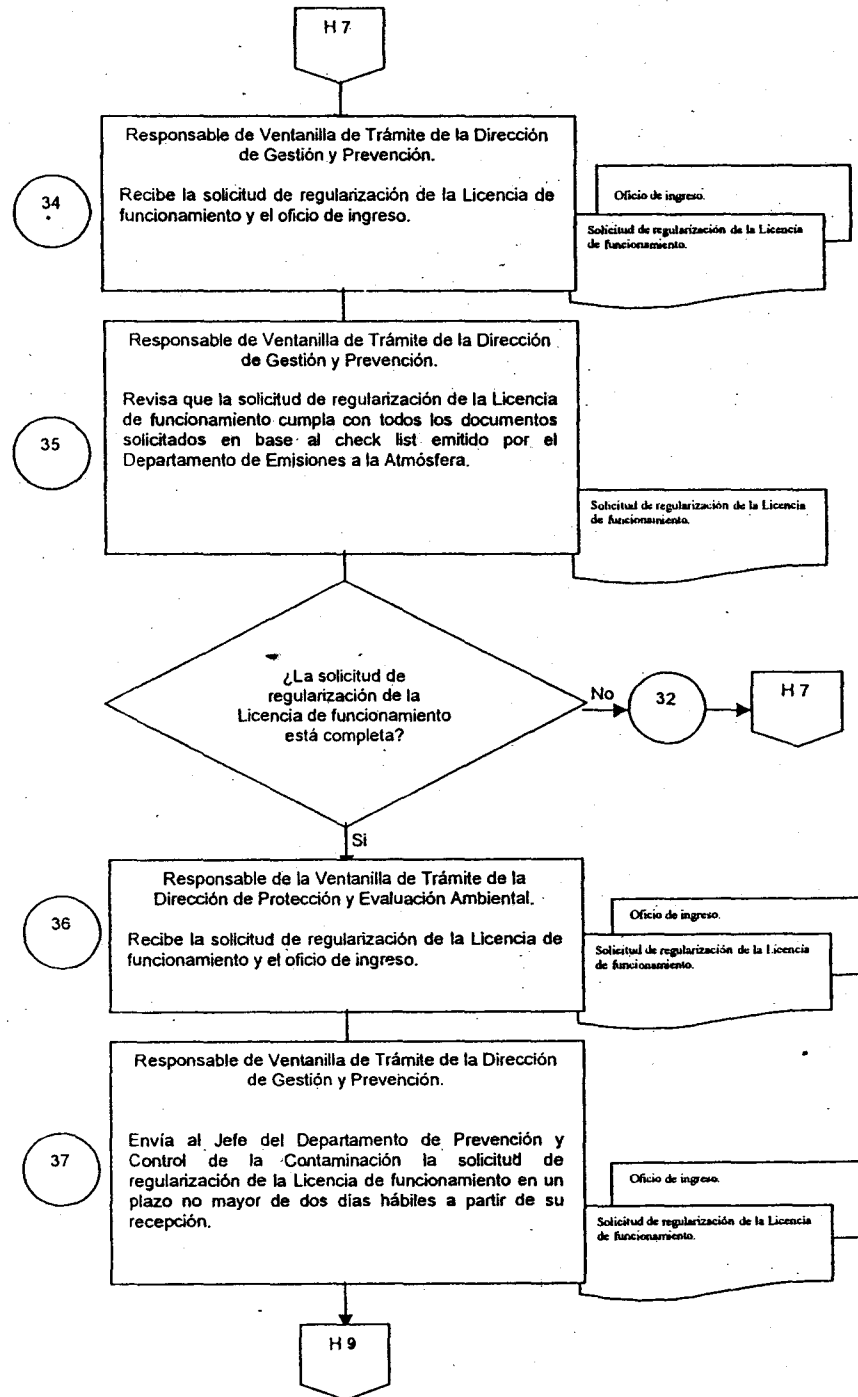 H 7
Responsable de Ventanilla de Trámite de la Dirección
de Gestión y Prevención.
34
Recibe la solicitud de regularización de la Licencia de
funcionamiento y el oficio de ingreso.
Oficio de ingreso.
Solicitud de regularización de la Licencia
de funcionamiento.
Responsable de Ventanilla de Trámite de la Dirección
de Gestión y Prevención.
35
Revisa que la solicitud de regularización de la Licencia
de funcionamiento cumpla con todos los documentos
solicitados en base al check list emitido por el
Departamento de Emisiones a la Atmósfera.
Solicitud de regularización de la Licencia
de funcionamiento.
¿La solicitud de
regularización de la
Licencia de funcionamiento
está completa?
No
32
H 7
Si
Responsable de la Ventanilla de Trámite de la
Dirección de Protección y Evaluación Ambiental.
36
Recibe la solicitud de regularización de la Licencia de
funcionamiento y el oficio de ingreso.
Oficio de ingreso.
Solicitud de regularización de la Licencia
de funcionamiento.
Responsable de Ventanilla de Trámite de la Dirección
de Gestión y Prevención.
37
Envía al Jefe del Departamento de Prevención y
Control de la Contaminación la solicitud de
regularización de la Licencia de funcionamiento en un
plazo no mayor de dos días hábiles a partir de su
recepción.
Oficio de ingreso.
Solicitud de regularización de la Licencia
de funcionamiento.
H 9